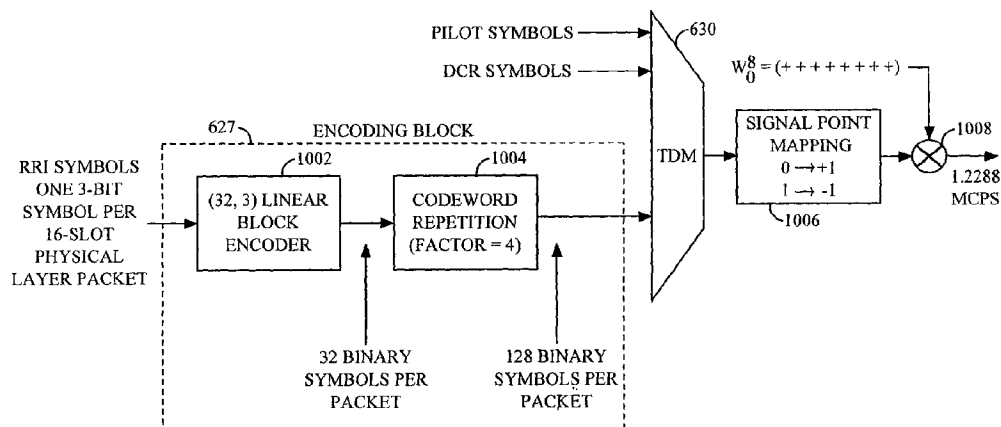 PILOT SYMBOLS
DCR SYMBOLS
630
W₀⁸ = (+ + + + + + + +)
627
ENCODING BLOCK
RRI SYMBOLS
ONE 3-BIT
SYMBOL PER
16-SLOT
PHYSICAL
LAYER PACKET
1002
(32, 3) LINEAR
BLOCK
ENCODER
1004
CODEWORD
REPETITION
(FACTOR = 4)
TDM
SIGNAL POINT
MAPPING
0 → +1
1 → -1
1006
1008
1.2288
MCPS
32 BINARY
SYMBOLS PER
PACKET
128 BINARY
SYMBOLS PER
PACKET